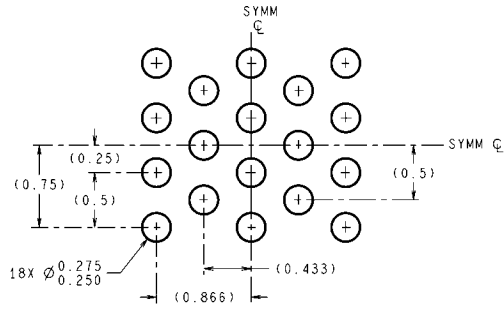 SYMM
℄
SYMM ℄
(0.25)
(0.75)
(0.5)
(0.5)
18X Ø0.275
0.250
(0.433)
(0.866)